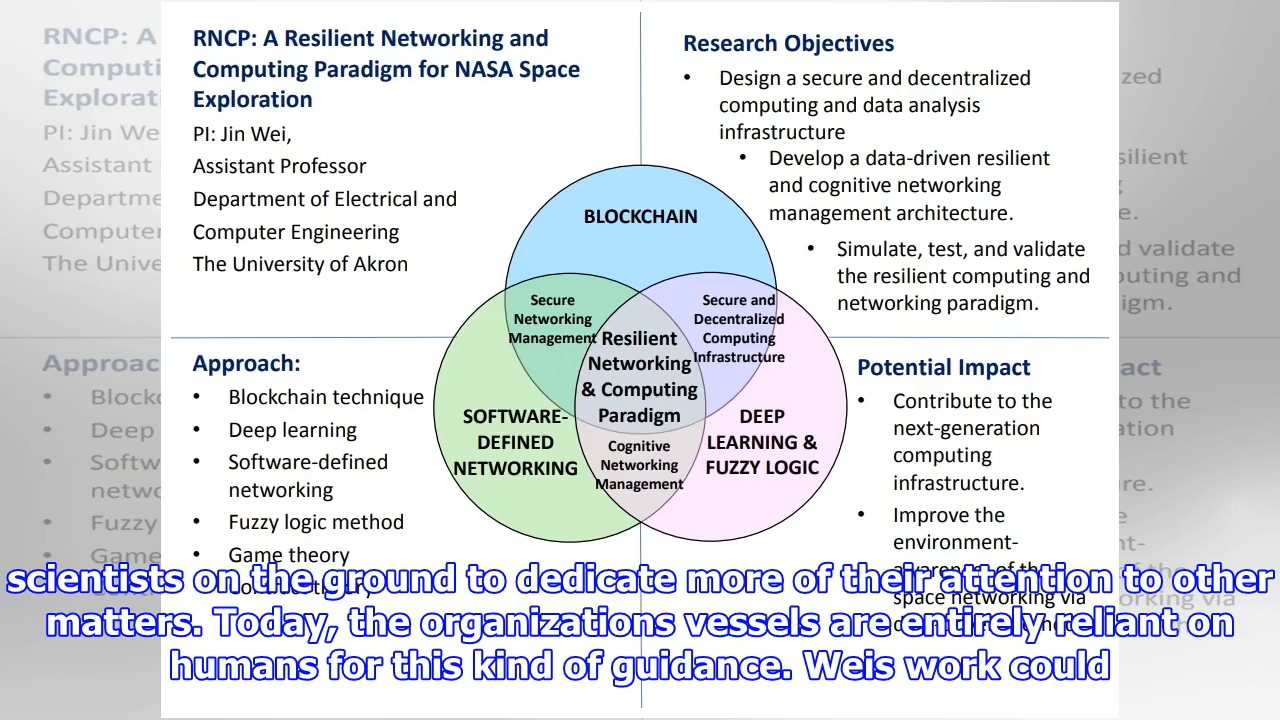 RNCP: A Resilient Networking and
Computing Paradigm for NASA Space
Exploration
PI: Jin Wei,
Assistant Professor
Department of Electrical and
Computer Engineering
The University of Akron
Research Objectives
• Design a secure and decentralized
computing and data analysis
infrastructure
• Develop a data-driven resilient
and cognitive networking
management architecture.
• Simulate, test, and validate
the resilient computing and
networking paradigm.
BLOCKCHAIN
Secure
Networking
Management
Secure and
Decentralized
Computing
Infrastructure
Resilient
Networking
& Computing
Paradigm
SOFTWARE-
DEFINED
NETWORKING
DEEP
LEARNING &
FUZZY LOGIC
Cognitive
Networking
Management
Approach:
• Blockchain technique
• Deep learning
• Software-defined
networking
• Fuzzy logic method
• Game theory
Potential Impact
• Contribute to the
next-generation
computing
infrastructure.
• Improve the
environment-
space networking via
scientists on the ground to dedicate more of their attention to other
matters. Today, the organizations vessels are entirely reliant on
humans for this kind of guidance. Weis work could